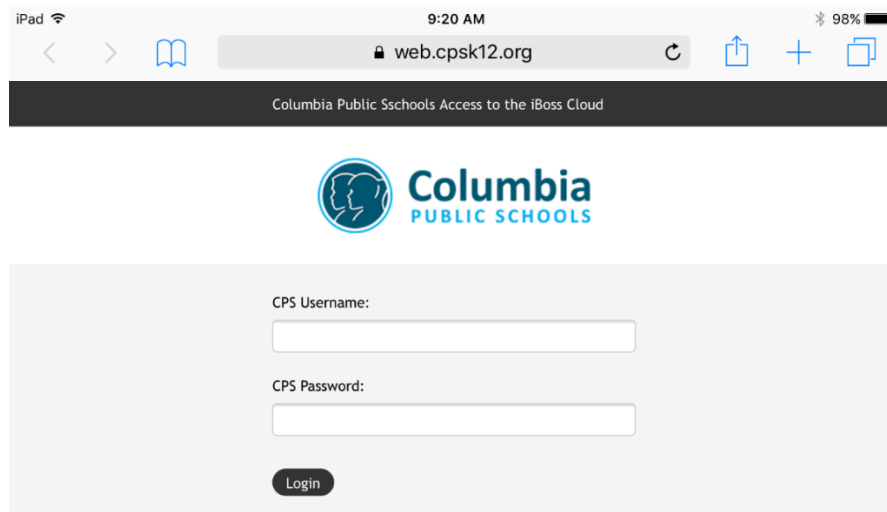 iPad 9:20 AM 98%
web.cpsk12.org
Columbia Public Sschools Access to the iBoss Cloud
Columbia
PUBLIC SCHOOLS
CPS Username:
CPS Password:
Login